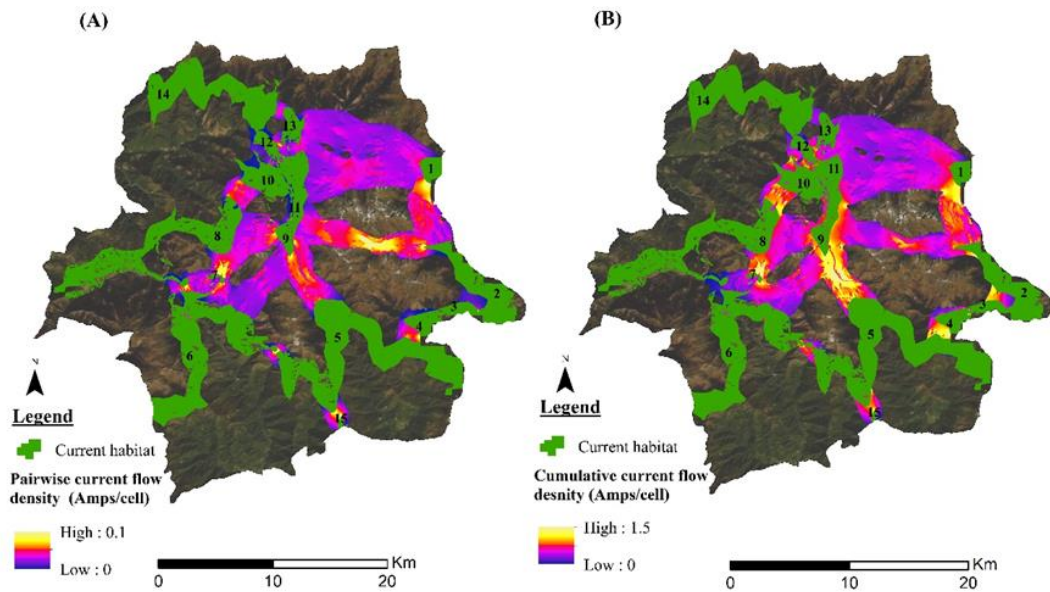 (A)
14
13
12
10
1
11
8
9
7
2
3
4
5
6
15
N
Legend
Current habitat
Pairwise current flow
density (Amps/cell)
High : 0.1
Low : 0
Km
0 10 20
(B)
14
13
12
11
10
1
8
9
7
2
3
4
5
6
15
N
Legend
Current habitat
Cumulative current flow
desnity (Amps/cell)
High : 1.5
Low : 0
Km
0 10 20